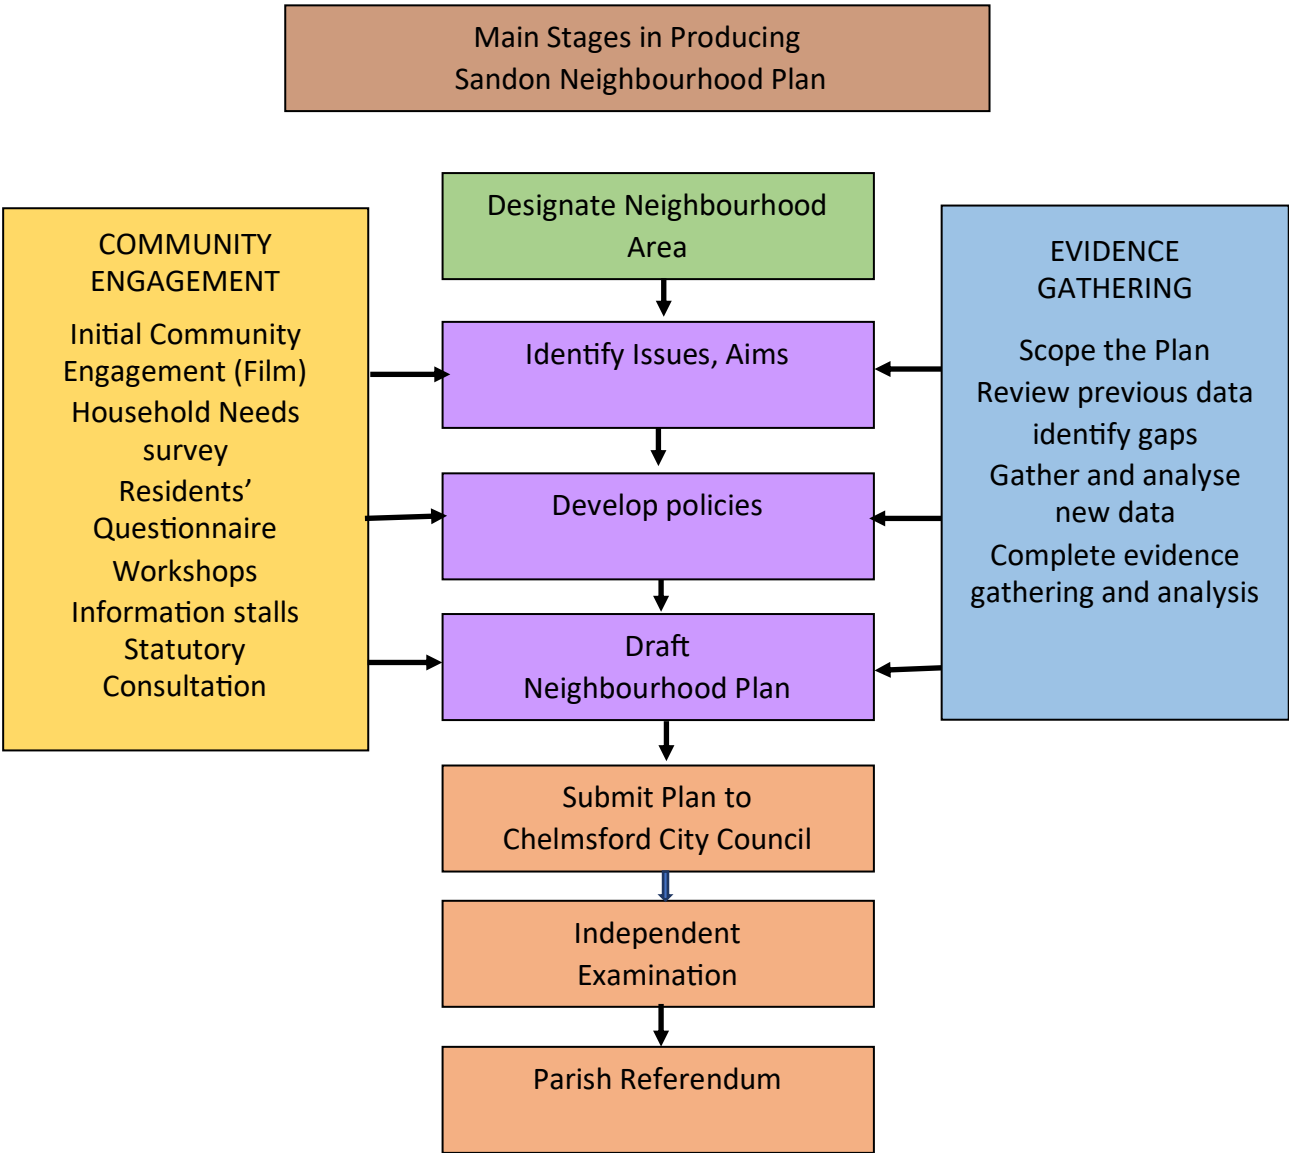 Main Stages in Producing
Sandon Neighbourhood Plan
COMMUNITY
ENGAGEMENT
Initial Community
Engagement (Film)
Household Needs
survey
Residents’
Questionnaire
Workshops
Information stalls
Statutory
Consultation
Designate Neighbourhood
Area
Identify Issues, Aims
Develop policies
Draft
Neighbourhood Plan
Submit Plan to
Chelmsford City Council
Independent
Examination
Parish Referendum
EVIDENCE
GATHERING
Scope the Plan
Review previous data
identify gaps
Gather and analyse
new data
Complete evidence
gathering and analysis